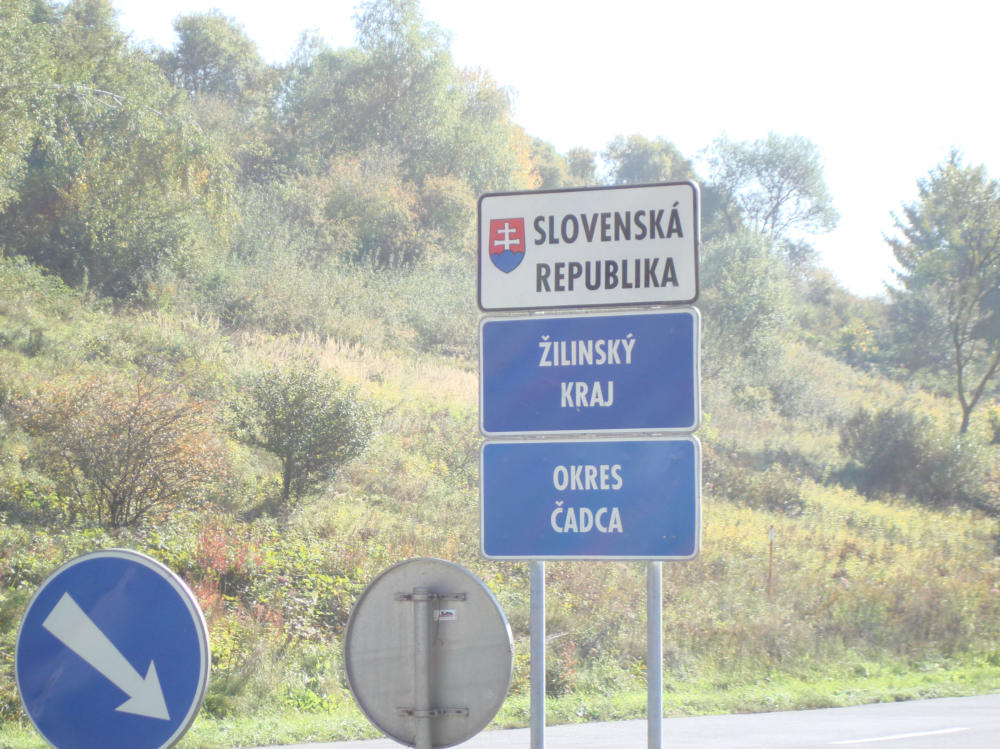 SLOVENSKÁ
REPUBLIKA
ŽILINSKÝ
KRAJ
OKRES
ČADCA